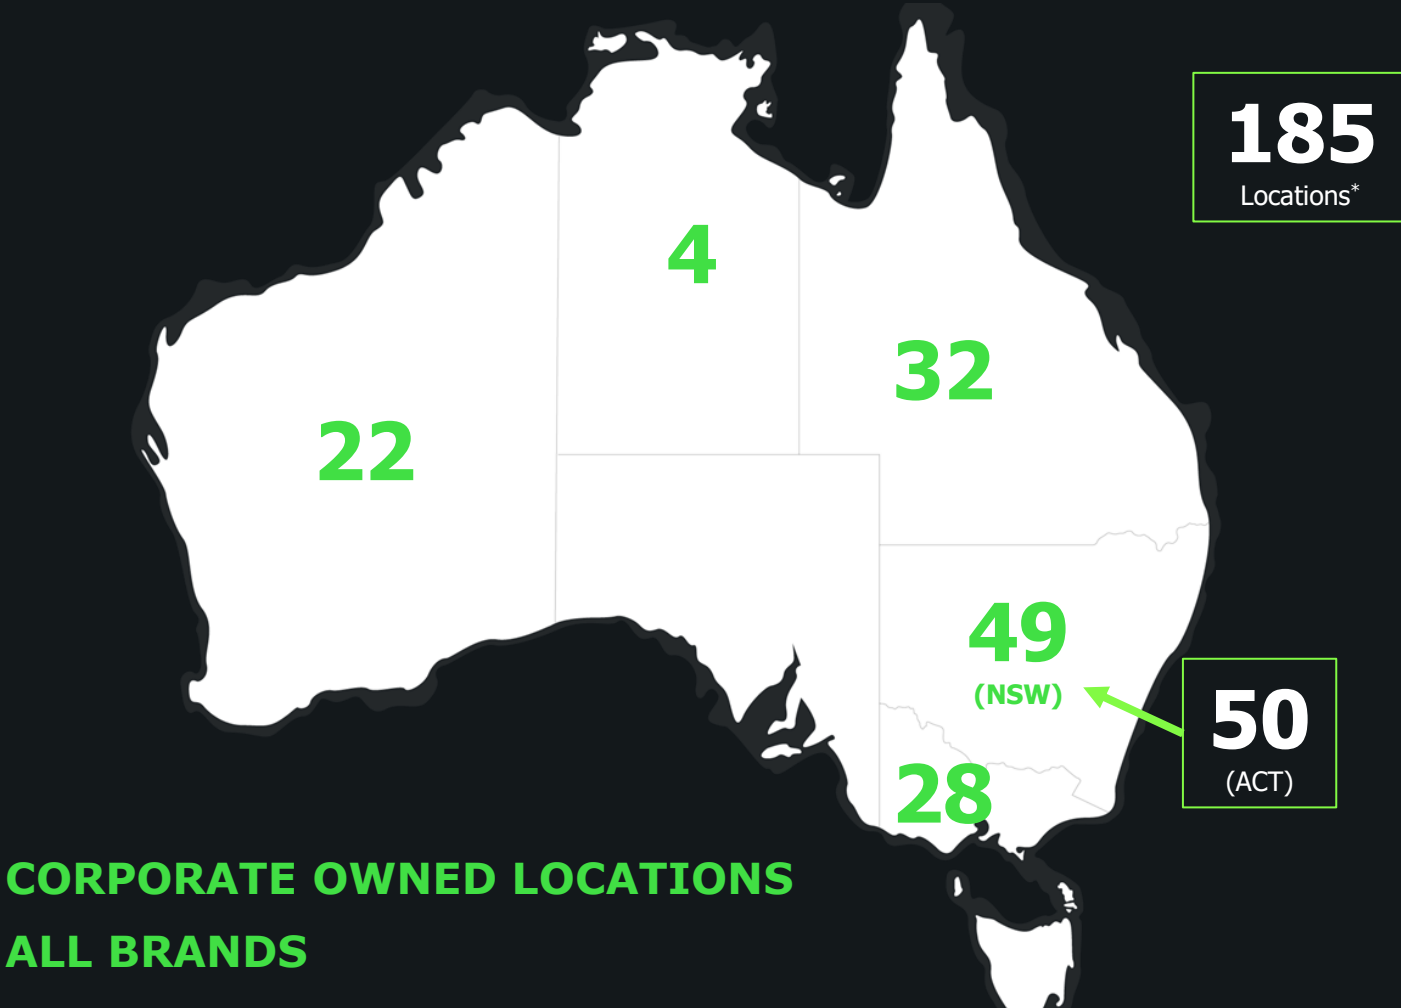 185
Locations*
4
32
22
49
(NSW)
50
(ACT)
28
CORPORATE OWNED LOCATIONS
ALL BRANDS